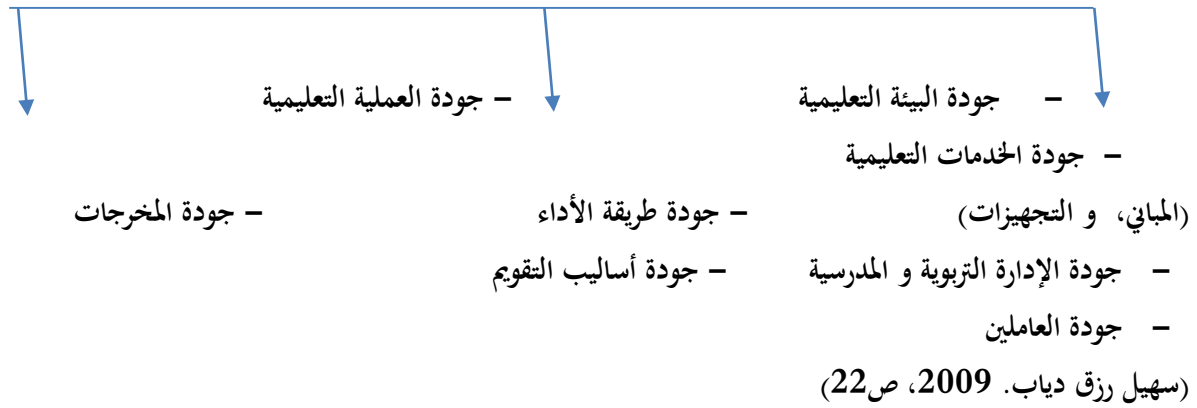 – جودة البيئة التعليمية – جودة العملية التعليمية
– جودة الخدمات التعليمية
(المباني، و التجهيزات) – جودة طريقة الأداء – جودة المخرجات
– جودة الإدارة التربوية و المدرسية – جودة أساليب التقويم
– جودة العاملين
(سهيل رزق دياب. 2009، ص22)